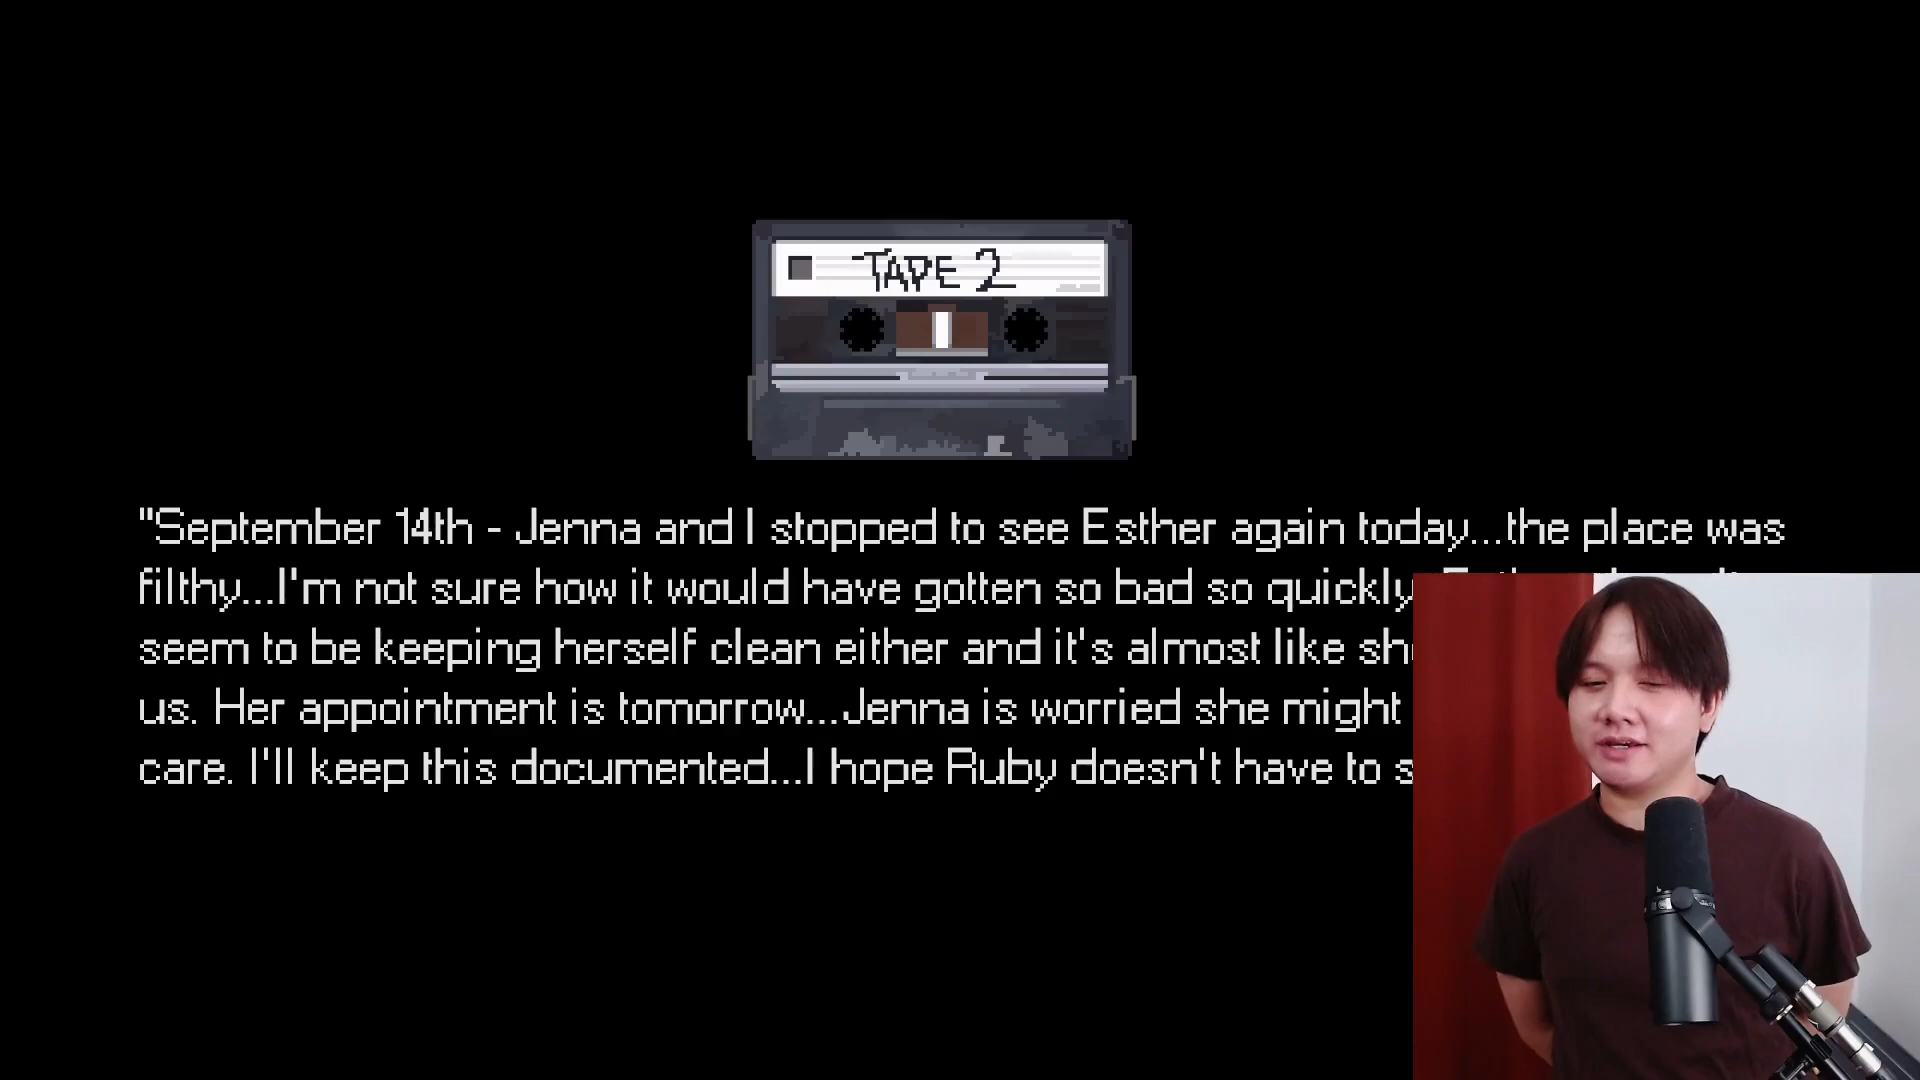 TAPE 2
"September 14th - Jenna and I stopped to see Esther again today...the place was
filthy...I'm not sure how it would have gotten so bad so quickly
seem to be keeping herself clean either and it's almost like she
us. Her appointment is tomorrow...Jenna is worried she might
care. I'll keep this documented...I hope Ruby doesn't have to